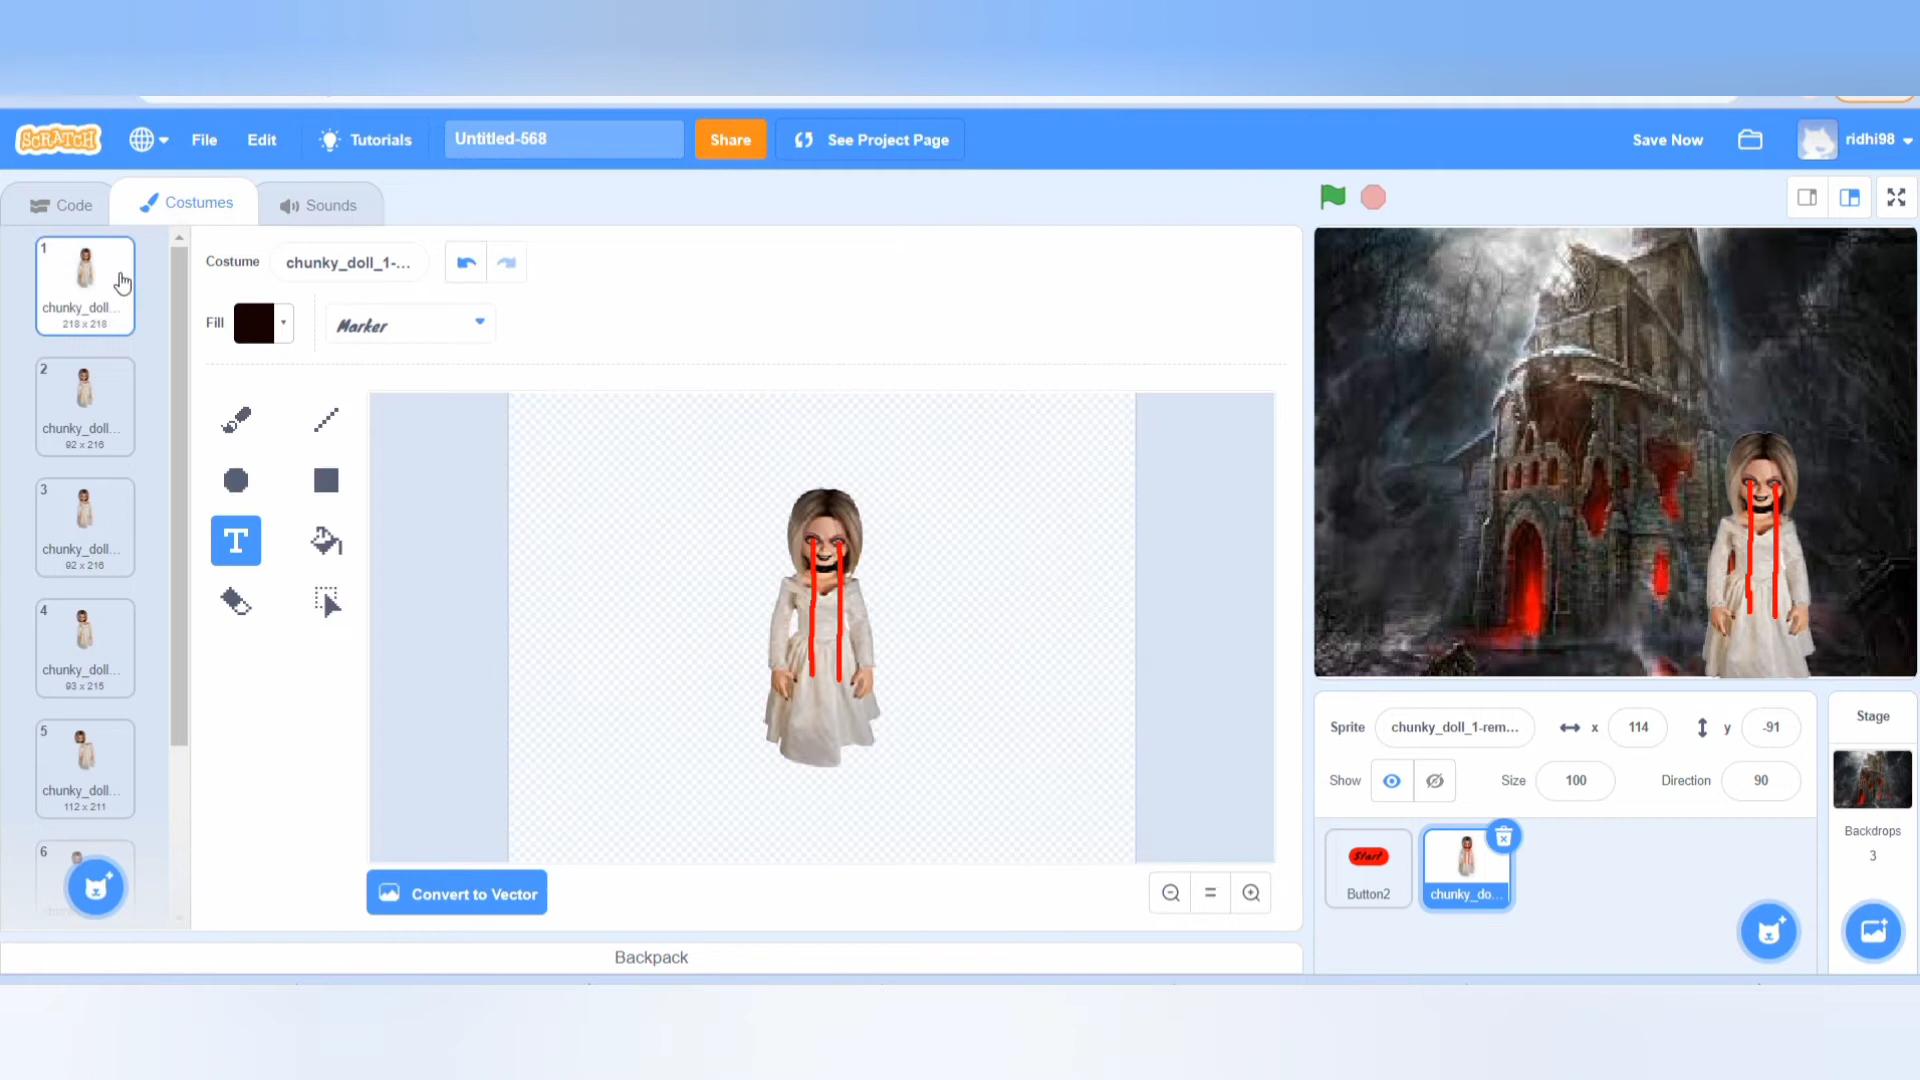 SCRATCH
File
Edit
Tutorials
Untitled-568
Share
See Project Page
Save Now
ridhi98
Code
Costumes
Sounds
1
chunky_doll...
218 x 218
2
chunky_doll...
92 x 216
3
chunky_doll...
92 x 216
4
chunky_doll...
93 x 215
5
chunky_doll...
112 x 211
6
Costume
chunky_doll_1-...
Fill
Marker
T
Convert to Vector
Backpack
Sprite
chunky_doll_1-rem...
x
114
y
-91
Show
Size
100
Direction
90
Start
Button2
chunky_do...
Stage
Backdrops
3